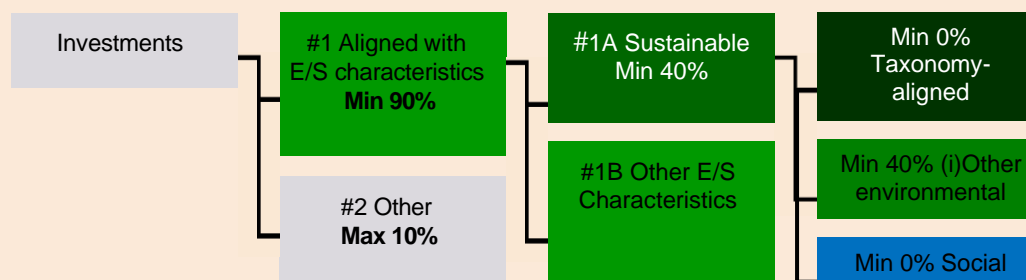 Investments
#1 Aligned with
E/S characteristics
Min 90%
#2 Other
Max 10%
#1A Sustainable
Min 40%
#1B Other E/S
Characteristics
Min 0%
Taxonomy-
aligned
Min 40% (i)Other
environmental
Min 0% Social